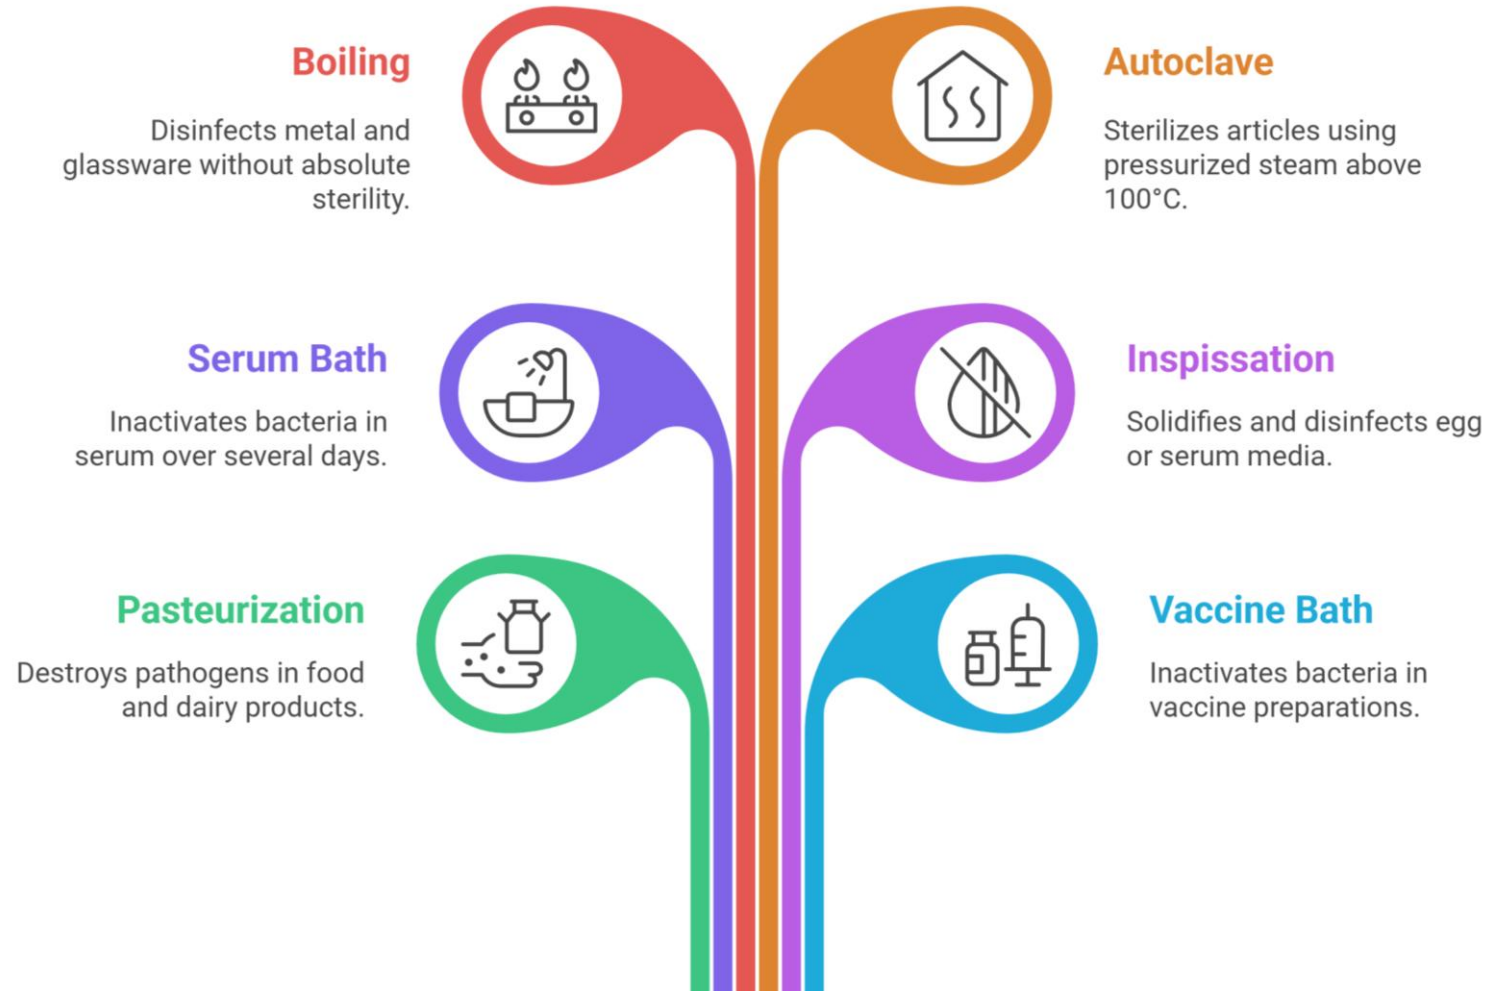 Boiling
Disinfects metal and
glassware without absolute
sterility.
Autoclave
Sterilizes articles using
pressurized steam above
100°C.
Serum Bath
Inactivates bacteria in
serum over several days.
Inspissation
Solidifies and disinfects egg
or serum media.
Pasteurization
Destroys pathogens in food
and dairy products.
Vaccine Bath
Inactivates bacteria in
vaccine preparations.